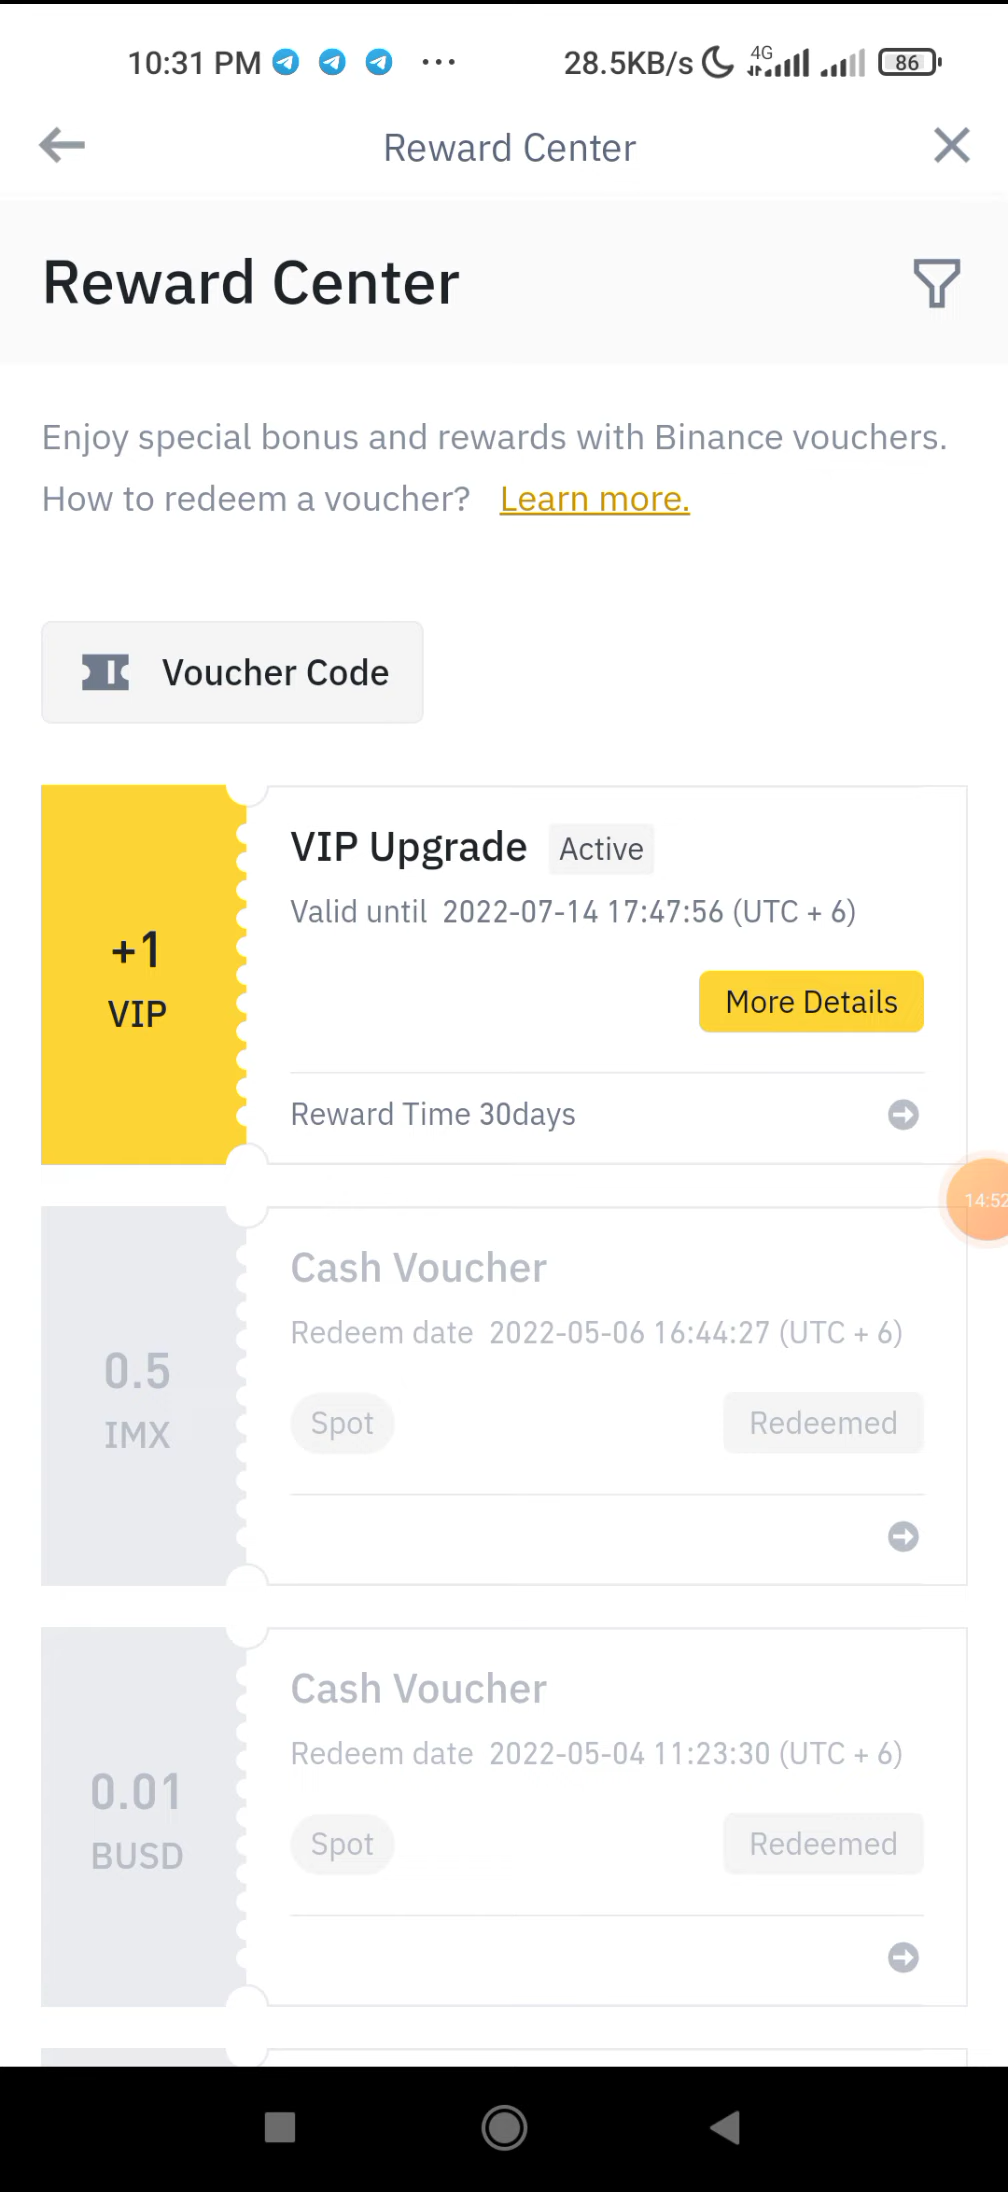 10:31 PM ... 28.5KB/s 4G 86
Reward Center
Reward Center
Enjoy special bonus and rewards with Binance vouchers.
How to redeem a voucher? Learn more.
Voucher Code
VIP Upgrade Active
Valid until 2022-07-14 17:47:56 (UTC + 6)
+1
VIP
More Details
Reward Time 30days
14:52
Cash Voucher
Redeem date 2022-05-06 16:44:27 (UTC + 6)
0.5
IMX
Spot Redeemed
Cash Voucher
Redeem date 2022-05-04 11:23:30 (UTC + 6)
0.01
BUSD
Spot Redeemed